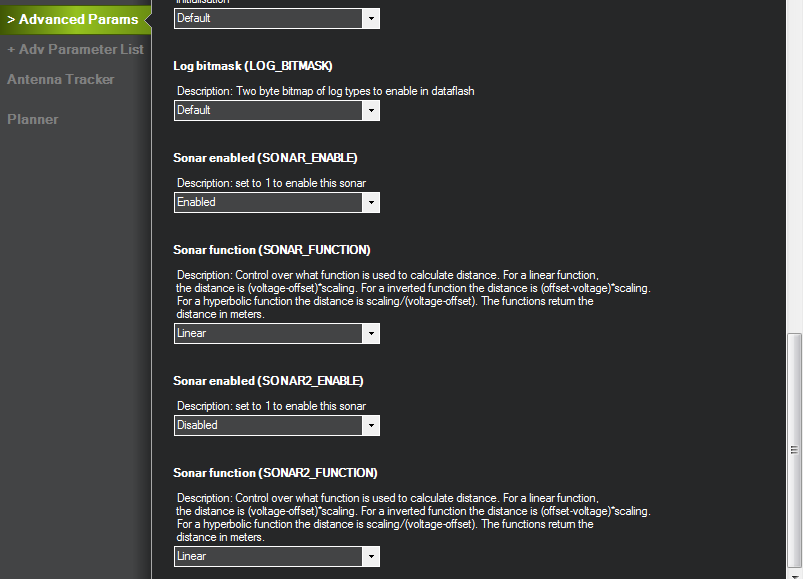 > Advanced Params
+ Adv Parameter List
Antenna Tracker
Planner
Initialisation
Default
Log bitmask (LOG_BITMASK)
Description: Two byte bitmap of log types to enable in dataflash
Default
Sonar enabled (SONAR_ENABLE)
Description: set to 1 to enable this sonar
Enabled
Sonar function (SONAR_FUNCTION)
Description: Control over what function is used to calculate distance. For a linear function,
the distance is (voltage-offset)*scaling. For a inverted function the distance is (offset-voltage)*scaling.
For a hyperbolic function the distance is scaling/(voltage-offset). The functions return the
distance in meters.
Linear
Sonar enabled (SONAR2_ENABLE)
Description: set to 1 to enable this sonar
Disabled
Sonar function (SONAR2_FUNCTION)
Description: Control over what function is used to calculate distance. For a linear function,
the distance is (voltage-offset)*scaling. For a inverted function the distance is (offset-voltage)*scaling.
For a hyperbolic function the distance is scaling/(voltage-offset). The functions return the
distance in meters.
Linear